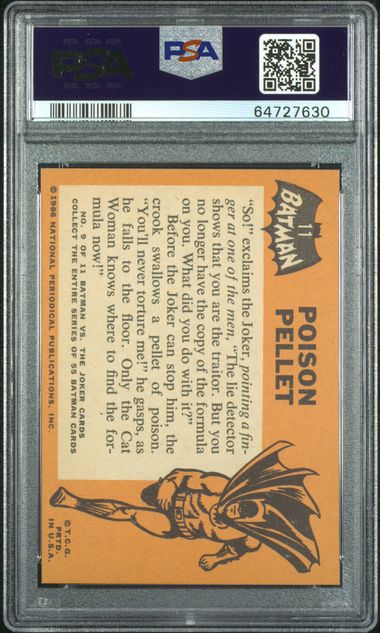 PSA
PSA
64727630
11
BATMAN
POISON
PELLET
"So!" exclaims the Joker, pointing a fin-
ger at one of the men, "The lie detector
shows that you are the traitor. But you
no longer have the copy of the formula
on you. What did you do with it?"
Before the Joker can stop him, the
crook swallows a pellet of poison.
"You'll never torture me!" he gasps, as
he falls to the floor. Only the Cat
Woman knows where to find the for-
mula now!"
NO. 9 OF 11 BATMAN VS. THE JOKER CARDS
COLLECT THE ENTIRE SERIES OF 55 BATMAN CARDS
©1966 NATIONAL PERIODICAL PUBLICATIONS, INC.
©T.C.G.
PRTD.
IN U.S.A.